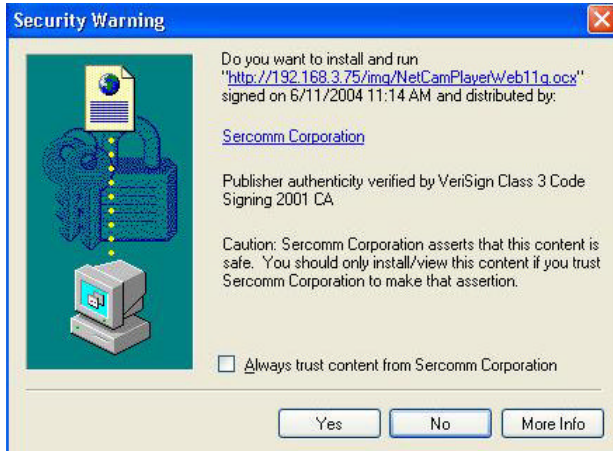 Security Warning
Do you want to install and run
"http://192.168.3.75/img/NetCamPlayerWeb11g.ocx"
signed on 6/11/2004 11:14 AM and distributed by:
Sercomm Corporation
Publisher authenticity verified by VeriSign Class 3 Code
Signing 2001 CA
Caution: Sercomm Corporation asserts that this content is
safe. You should only install/view this content if you trust
Sercomm Corporation to make that assertion.
Always trust content from Sercomm Corporation
Yes
No
More Info